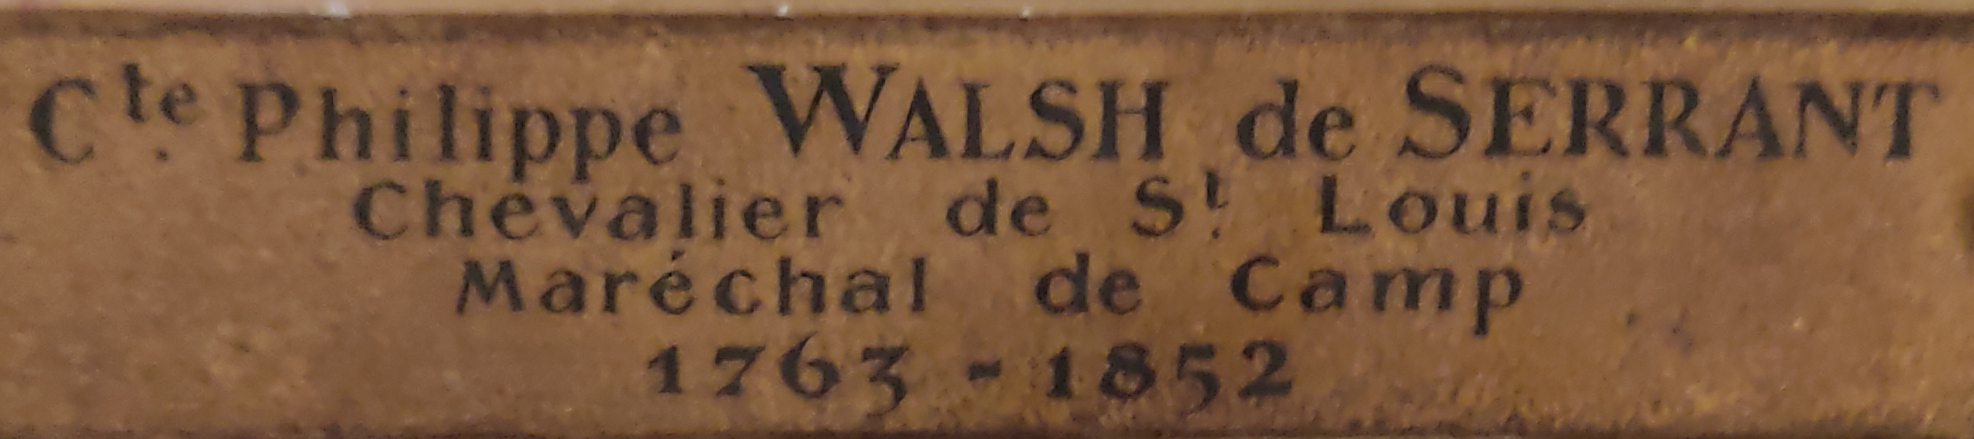 Cte Philippe WALSH de SERRANT
Chevalier de St Louis
Maréchal de Camp
1763 - 1852